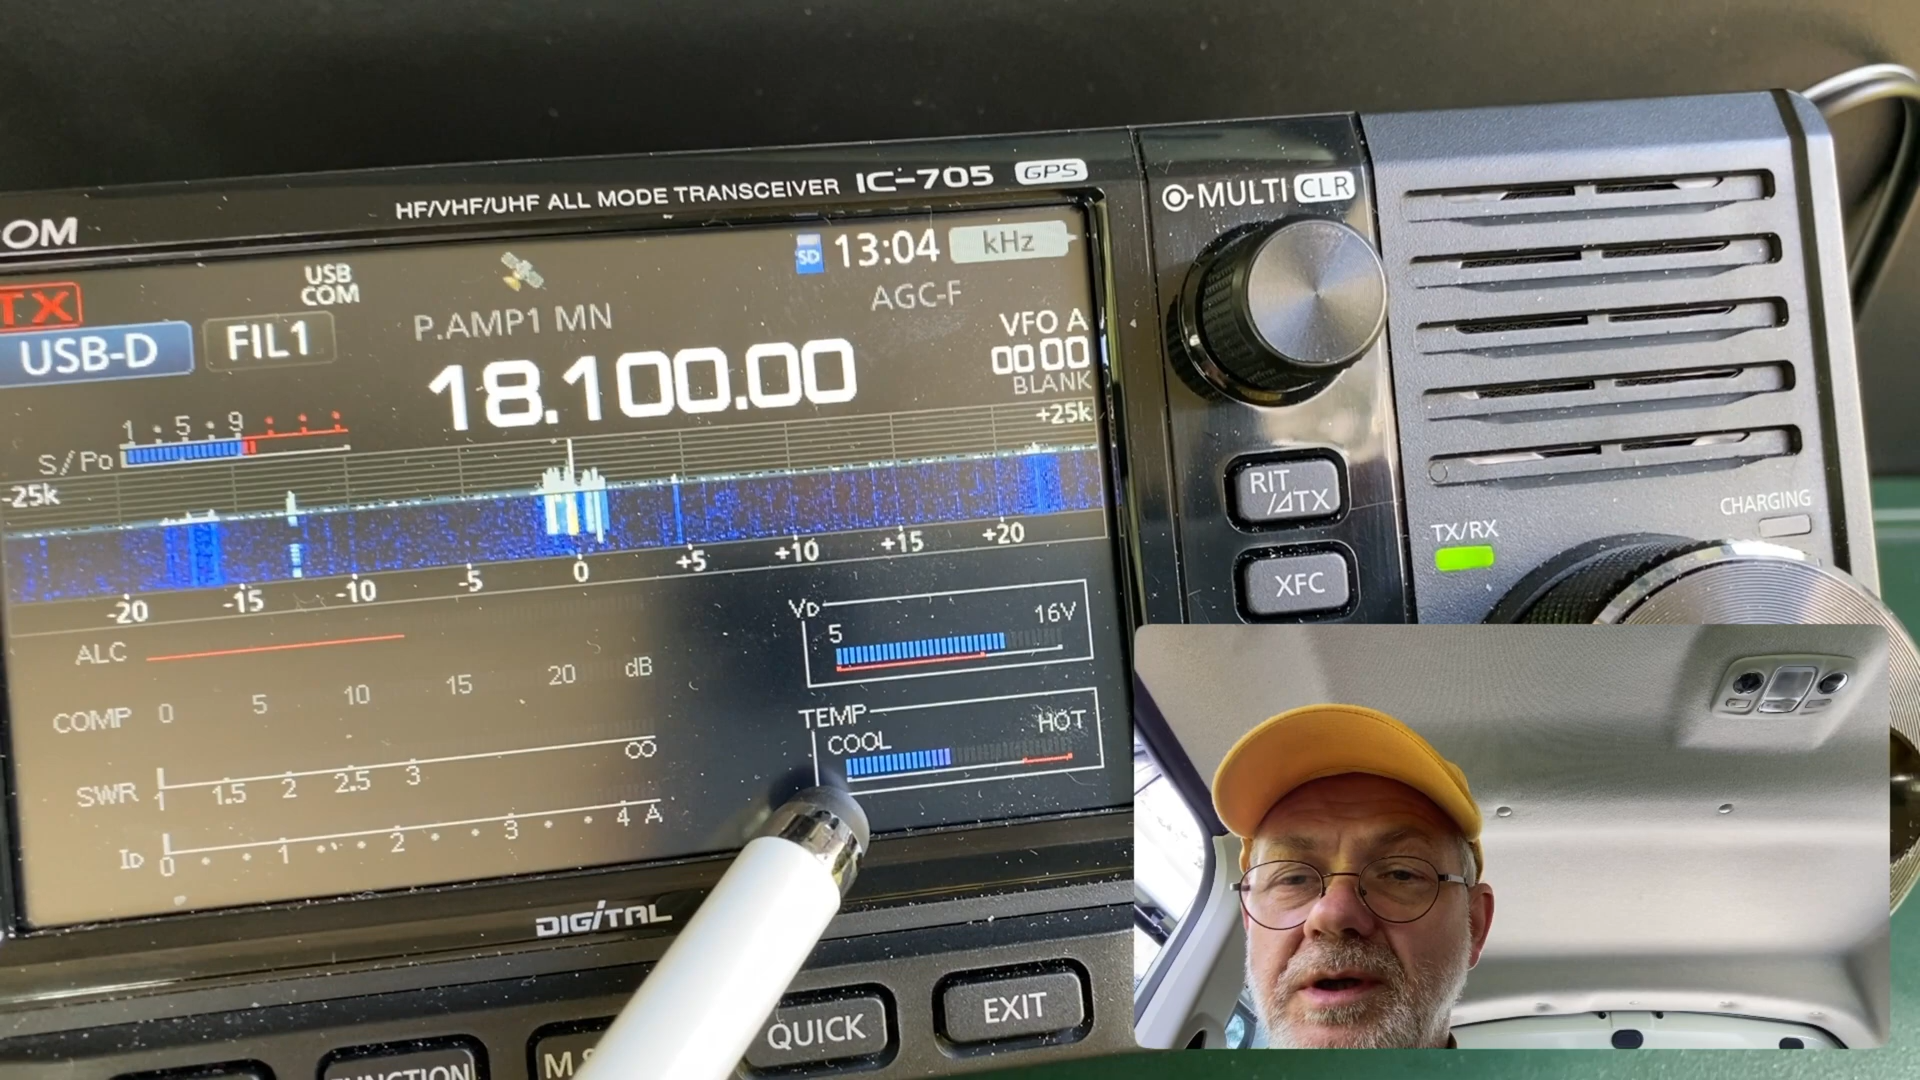 OM
HF/VHF/UHF ALL MODE TRANSCEIVER IC-705 GPS
MULTI CLR
TX
USB
COM
SD 13:04 kHz
USB-D FIL1
P.AMP1 MN
AGC-F
18.100.00
VFO A
00 00
BLANK
1 · 5 · 9
S/Po
-25k
+25k
-20 -15 -10 -5 0 +5 +10 +15 +20
ALC
COMP 0 5 10 15 20 dB
SWR 1 1.5 2 2.5 3 ∞
ID 0 1 2 3 4 A
VD
5 16V
TEMP
COOL HOT
RIT
/⊿TX
XFC
TX/RX
CHARGING
DIGITAL
FUNCTION
QUICK
EXIT